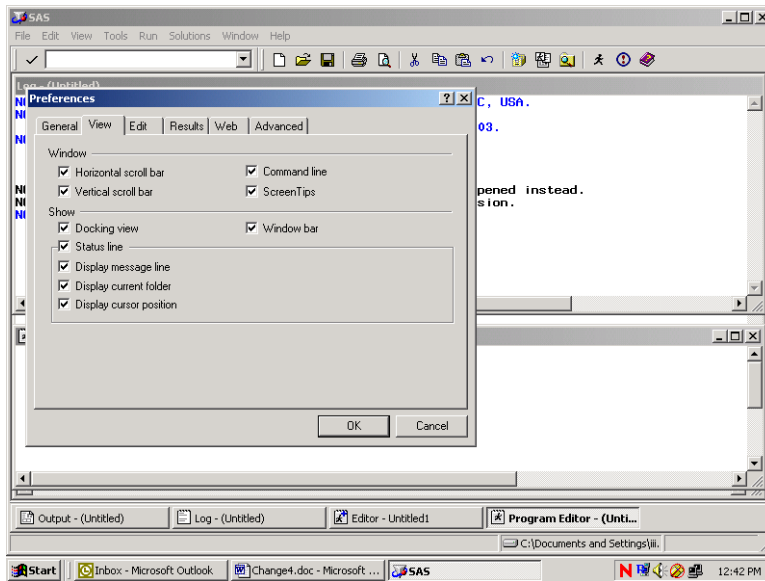 SAS
File Edit View Tools Run Solutions Window Help
Log - (Untitled)
Preferences
C, USA.
General View Edit Results Web Advanced
03.
Window
Horizontal scroll bar Command line
Vertical scroll bar ScreenTips
pened instead.
sion.
Show
Docking view Window bar
Status line
Display message line
Display current folder
Display cursor position
OK Cancel
Output - (Untitled) Log - (Untitled) Editor - Untitled1 Program Editor - (Unti...
C:\Documents and Settings\iii.
Start Inbox - Microsoft Outlook Change4.doc - Microsoft ... SAS N 12:42 PM